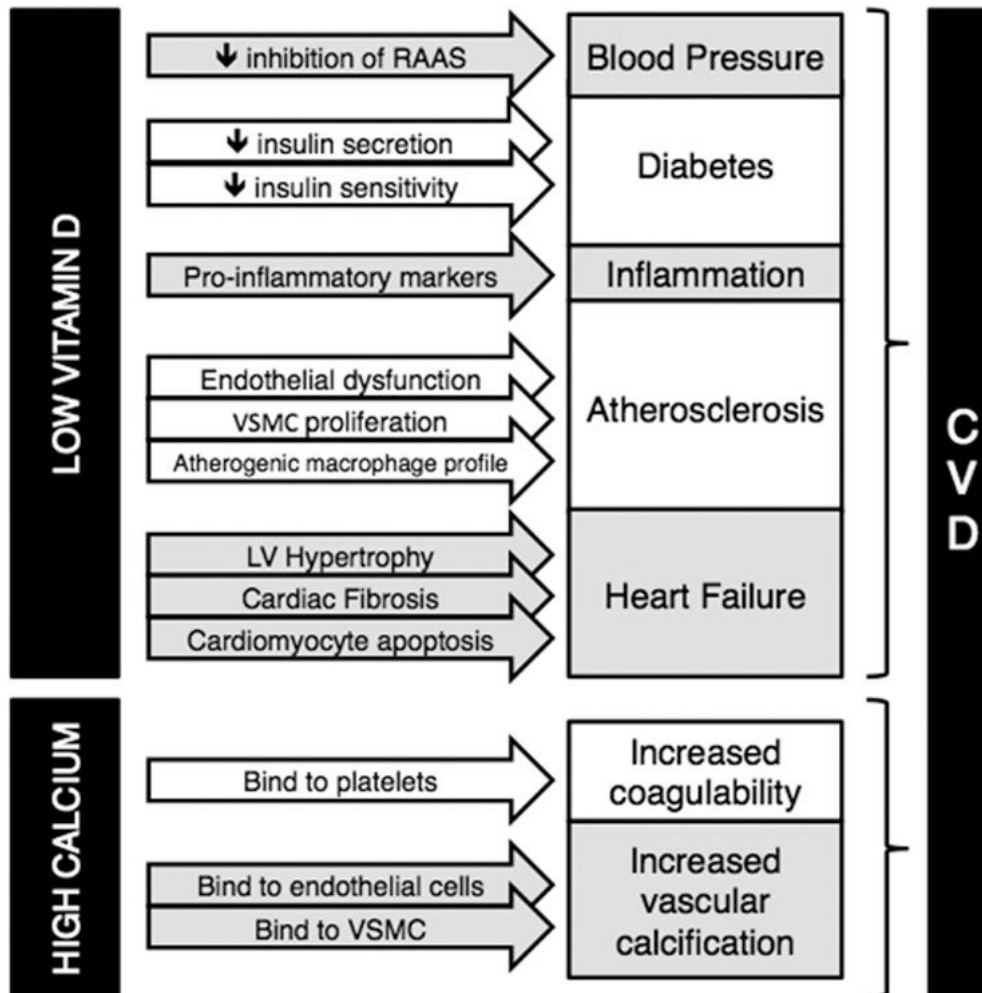 LOW VITAMIN D
↓ inhibition of RAAS
Blood Pressure
↓ insulin secretion
↓ insulin sensitivity
Diabetes
Pro-inflammatory markers
Inflammation
Endothelial dysfunction
VSMC proliferation
Atherogenic macrophage profile
Atherosclerosis
LV Hypertrophy
Cardiac Fibrosis
Cardiomyocyte apoptosis
Heart Failure
HIGH CALCIUM
Bind to platelets
Increased
coagulability
Bind to endothelial cells
Bind to VSMC
Increased
vascular
calcification
C
V
D